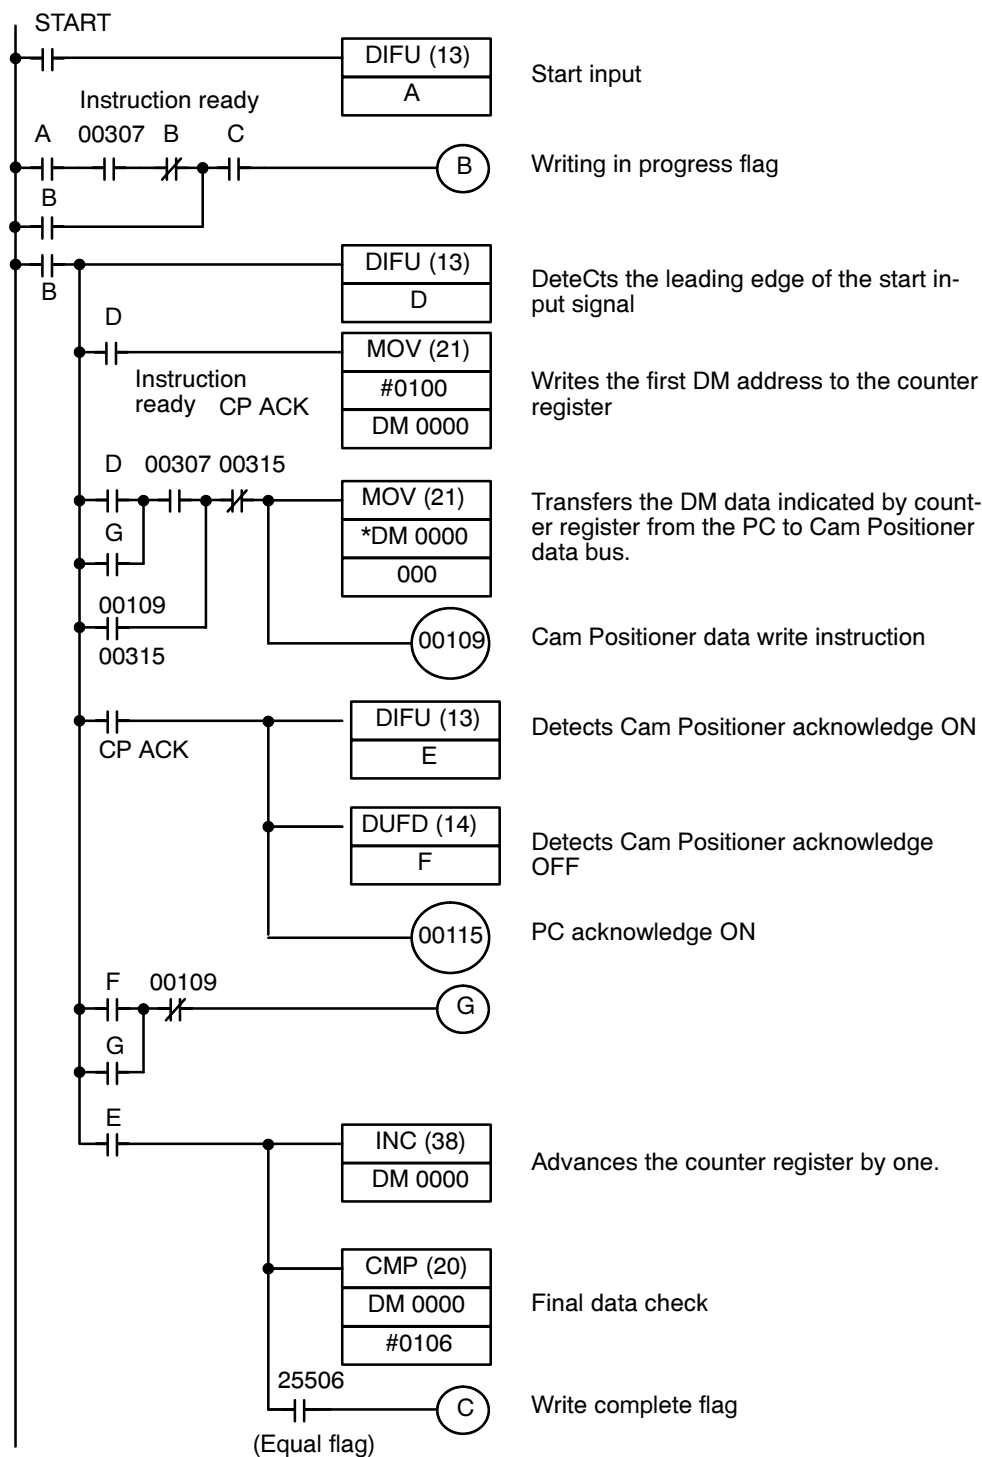 START
DIFU (13)
A
Start input
Instruction ready
A 00307 B C
B
Writing in progress flag
B
B
DIFU (13)
D
DeteCts the leading edge of the start in-
put signal
D
MOV (21)
#0100
DM 0000
Writes the first DM address to the counter
register
Instruction
ready CP ACK
D 00307 00315
MOV (21)
*DM 0000
000
Transfers the DM data indicated by count-
er register from the PC to Cam Positioner
data bus.
G
00109
00315
00109
Cam Positioner data write instruction
CP ACK
DIFU (13)
E
Detects Cam Positioner acknowledge ON
DUFD (14)
F
Detects Cam Positioner acknowledge
OFF
00115
PC acknowledge ON
F 00109
G
G
E
INC (38)
DM 0000
Advances the counter register by one.
CMP (20)
DM 0000
#0106
Final data check
25506
C
Write complete flag
(Equal flag)